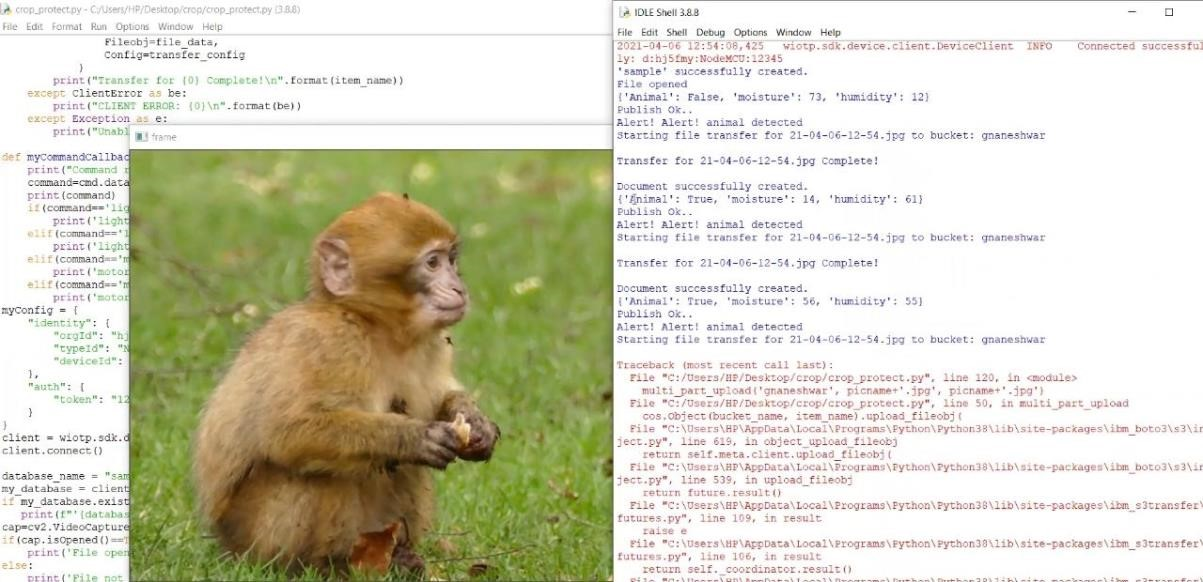 crop_protect.py - C:/Users/HP/Desktop/crop/crop_protect.py (3.8.8)
File Edit Format Run Options Window Help
Fileobj=file_data,
Config=transfer_config
)
print("Transfer for {0} Complete!\n".format(item_name))
except ClientError as be:
print("CLIENT ERROR: {0}\n".format(be))
except Exception as e:
print("Unabl
def myCommandCallbac
print("Command r
command=cmd.data
print(command)
if(command=='lig
print('light
elif(command=='l
print('light
elif(command=='m
print('motor
elif(command=='m
print('motor
myConfig = {
"identity": {
"orgId": "hj
"typeId": "N
"deviceId":
},
"auth": {
"token": "12
}
}
client = wiotp.sdk.d
client.connect()
database_name = "sam
my_database = client
if my_database.exist
print(f"'{databas
cap=cv2.VideoCapture
if(cap.isOpened()==T
print('File open
else:
print('File not
frame
IDLE Shell 3.8.8
File Edit Shell Debug Options Window Help
2021-04-06 12:54:08,425 wiotp.sdk.device.client.DeviceClient INFO Connected successful
ly: d:hj5fmy:NodeMCU:12345
'sample' successfully created.
File opened
{'Animal': False, 'moisture': 73, 'humidity': 12}
Publish Ok..
Alert! Alert! animal detected
Starting file transfer for 21-04-06-12-54.jpg to bucket: gnaneshwar
Transfer for 21-04-06-12-54.jpg Complete!
Document successfully created.
{'Animal': True, 'moisture': 14, 'humidity': 61}
Publish Ok..
Alert! Alert! animal detected
Starting file transfer for 21-04-06-12-54.jpg to bucket: gnaneshwar
Transfer for 21-04-06-12-54.jpg Complete!
Document successfully created.
{'Animal': True, 'moisture': 56, 'humidity': 55}
Publish Ok..
Alert! Alert! animal detected
Starting file transfer for 21-04-06-12-54.jpg to bucket: gnaneshwar
Traceback (most recent call last):
File "C:/Users/HP/Desktop/crop/crop_protect.py", line 120, in <module>
multi_part_upload('gnaneshwar', picname+'.jpg', picname+'.jpg')
File "C:/Users/HP/Desktop/crop/crop_protect.py", line 50, in multi_part_upload
cos.Object(bucket_name, item_name).upload_fileobj(
File "C:\Users\HP\AppData\Local\Programs\Python\Python38\lib\site-packages\ibm_boto3\s3\in
ject.py", line 619, in object_upload_fileobj
return self.meta.client.upload_fileobj(
File "C:\Users\HP\AppData\Local\Programs\Python\Python38\lib\site-packages\ibm_boto3\s3\in
ject.py", line 539, in upload_fileobj
return future.result()
File "C:\Users\HP\AppData\Local\Programs\Python\Python38\lib\site-packages\ibm_s3transfer\
futures.py", line 109, in result
raise e
File "C:\Users\HP\AppData\Local\Programs\Python\Python38\lib\site-packages\ibm_s3transfer\
futures.py", line 106, in result
return self._coordinator.result()